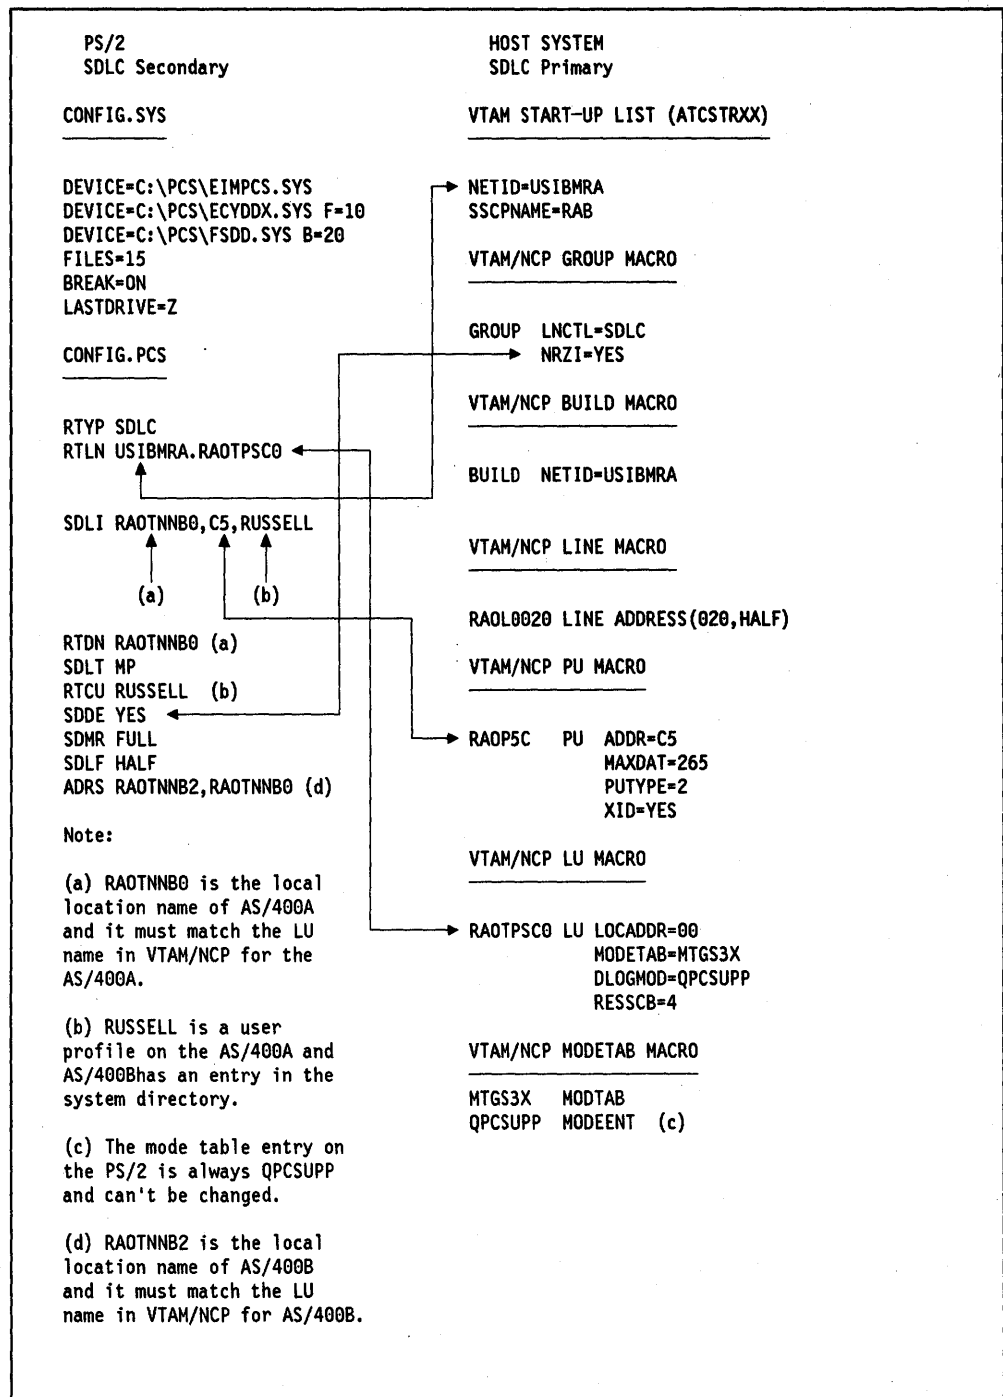 PS/2
SDLC Secondary
CONFIG.SYS
DEVICE=C:\PCS\EIMPCS.SYS
DEVICE=C:\PCS\ECYDDX.SYS F=10
DEVICE=C:\PCS\FSDD.SYS B=20
FILES=15
BREAK=ON
LASTDRIVE=Z
CONFIG.PCS
RTYP SDLC
RTLN USIBMRA.RAOTPSC0
SDLI RAOTNNB0,C5,RUSSELL
(a) (b)
RTDN RAOTNNB0 (a)
SDLT MP
RTCU RUSSELL (b)
SDDE YES
SDMR FULL
SDLF HALF
ADRS RAOTNNB2,RAOTNNB0 (d)
Note:
(a) RAOTNNB0 is the local
location name of AS/400A
and it must match the LU
name in VTAM/NCP for the
AS/400A.
(b) RUSSELL is a user
profile on the AS/400A and
AS/400Bhas an entry in the
system directory.
(c) The mode table entry on
the PS/2 is always QPCSUPP
and can't be changed.
(d) RAOTNNB2 is the local
location name of AS/400B
and it must match the LU
name in VTAM/NCP for AS/400B.
HOST SYSTEM
SDLC Primary
VTAM START-UP LIST (ATCSTRXX)
NETID=USIBMRA
SSCPNAME=RAB
VTAM/NCP GROUP MACRO
GROUP LNCTL=SDLC
NRZI=YES
VTAM/NCP BUILD MACRO
BUILD NETID=USIBMRA
VTAM/NCP LINE MACRO
RAOL0020 LINE ADDRESS(020,HALF)
VTAM/NCP PU MACRO
RAOP5C PU ADDR=C5
MAXDAT=265
PUTYPE=2
XID=YES
VTAM/NCP LU MACRO
RAOTPSC0 LU LOCADDR=00
MODETAB=MTGS3X
DLOGMOD=QPCSUPP
RESSCB=4
VTAM/NCP MODETAB MACRO
MTGS3X MODTAB
QPCSUPP MODEENT (c)